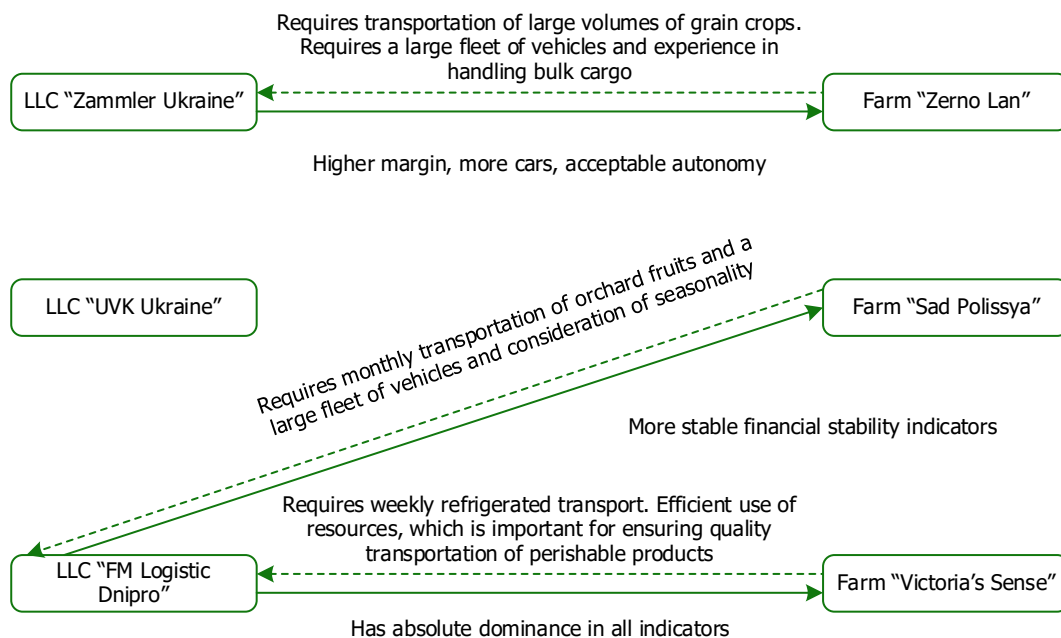 Requires transportation of large volumes of grain crops.
Requires a large fleet of vehicles and experience in
handling bulk cargo
LLC “Zammler Ukraine”
Farm “Zerno Lan”
Higher margin, more cars, acceptable autonomy
Requires monthly transportation of orchard fruits and a
large fleet of vehicles and consideration of seasonality
LLC “UVK Ukraine”
Farm “Sad Polissya”
More stable financial stability indicators
Requires weekly refrigerated transport. Efficient use of
resources, which is important for ensuring quality
transportation of perishable products
LLC “FM Logistic
Dnipro”
Farm “Victoria’s Sense”
Has absolute dominance in all indicators